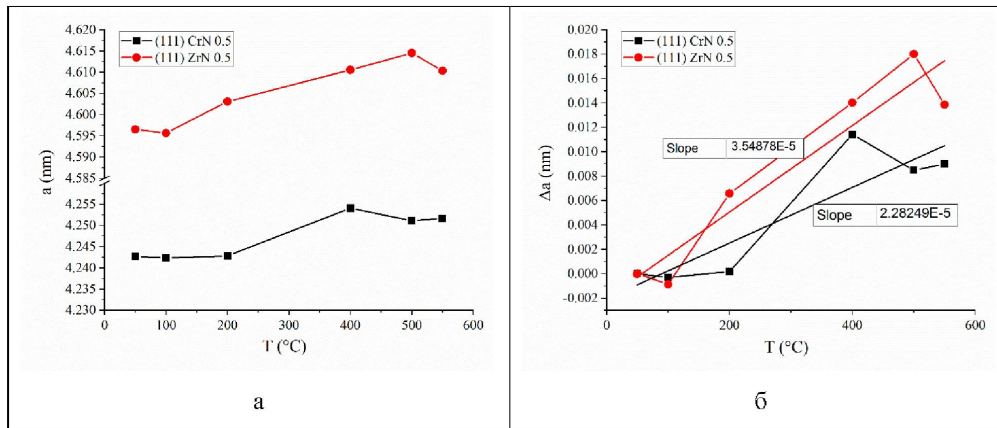 4.620
4.615
4.610
4.605
4.600
4.595
4.590
4.585
4.255
4.250
4.245
4.240
4.235
4.230
a (nm)
(111) CrN 0.5
(111) ZrN 0.5
0 100 200 300 400 500 600
T (°C)
а
0.020
0.018
0.016
0.014
0.012
0.010
0.008
0.006
0.004
0.002
0.000
-0.002
Δa (nm)
(111) CrN 0.5
(111) ZrN 0.5
Slope 3.54878E-5
Slope 2.28249E-5
0 200 400 600
T (°C)
б